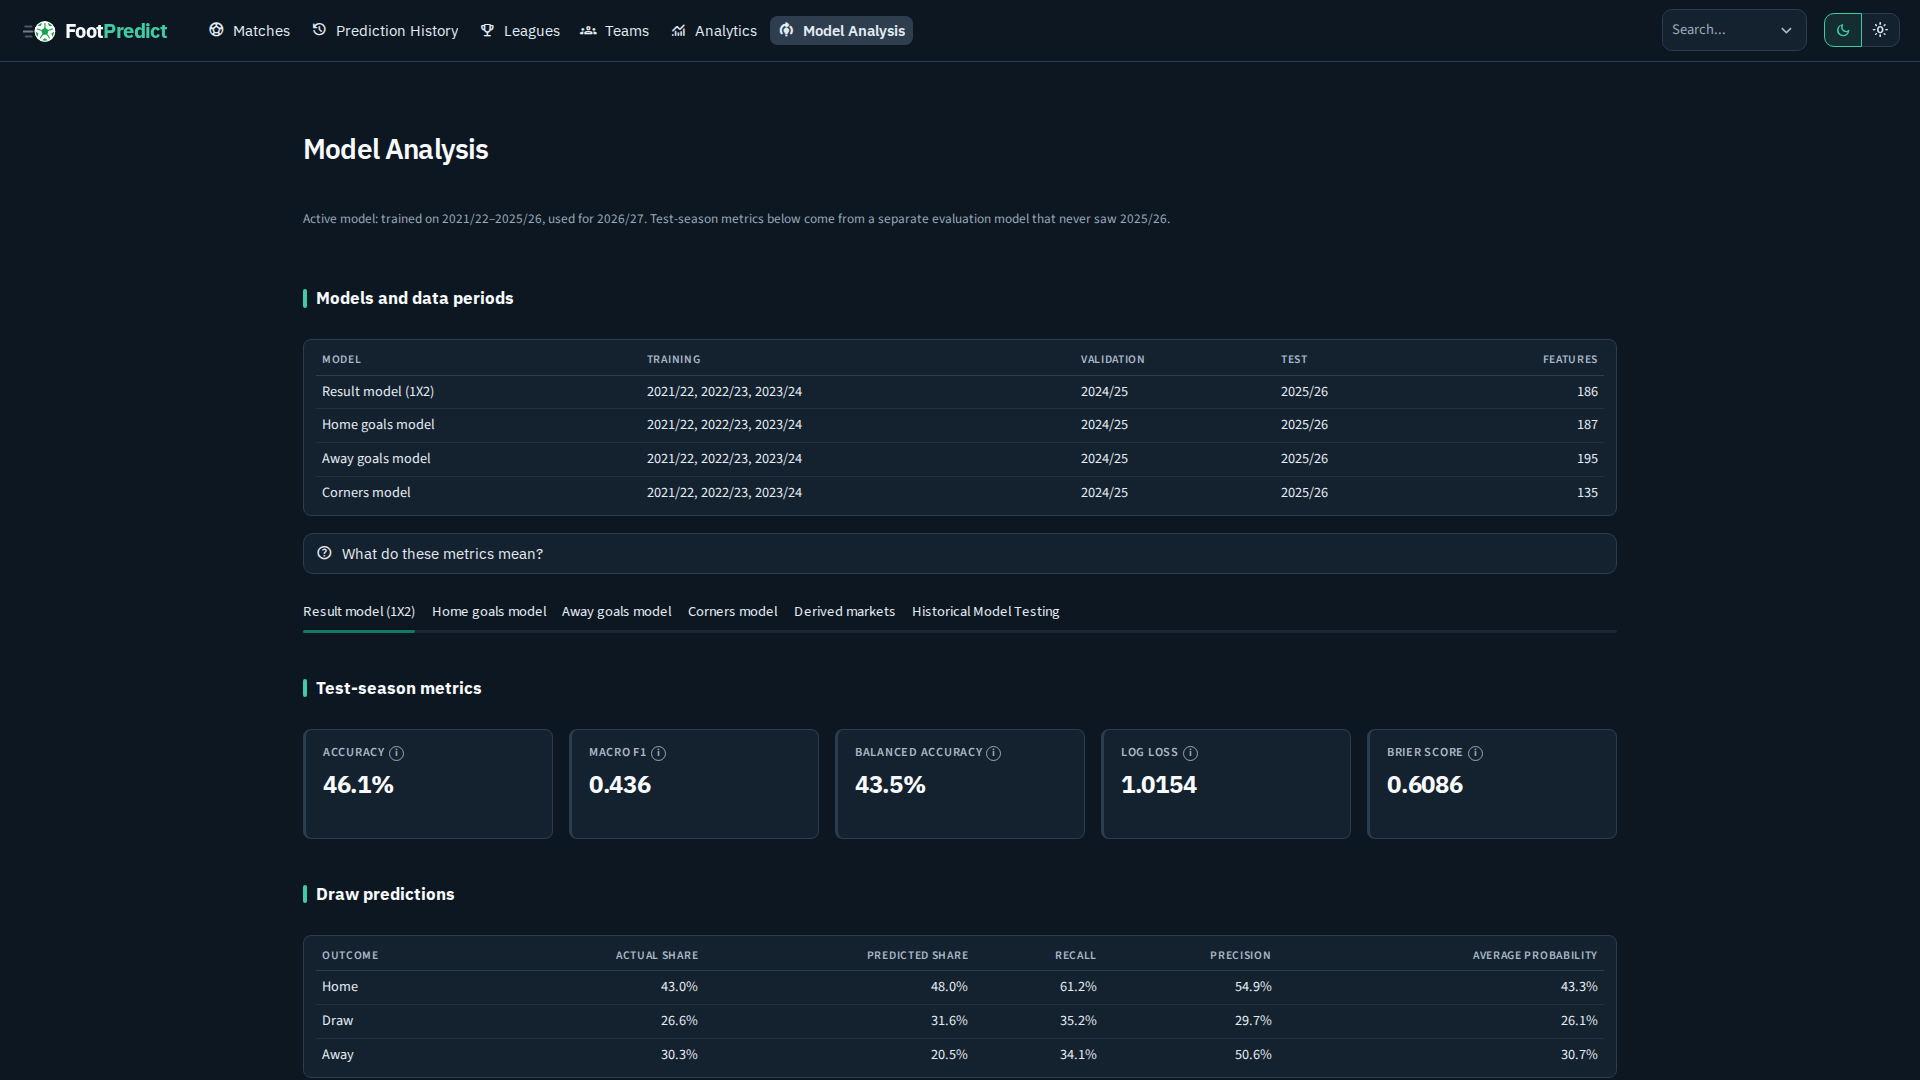 FootPredict Matches Prediction History Leagues Teams Analytics Model Analysis Search...
Model Analysis
Active model: trained on 2021/22–2025/26, used for 2026/27. Test-season metrics below come from a separate evaluation model that never saw 2025/26.
Models and data periods
MODEL TRAINING VALIDATION TEST FEATURES
Result model (1X2) 2021/22, 2022/23, 2023/24 2024/25 2025/26 186
Home goals model 2021/22, 2022/23, 2023/24 2024/25 2025/26 187
Away goals model 2021/22, 2022/23, 2023/24 2024/25 2025/26 195
Corners model 2021/22, 2022/23, 2023/24 2024/25 2025/26 135
What do these metrics mean?
Result model (1X2) Home goals model Away goals model Corners model Derived markets Historical Model Testing
Test-season metrics
ACCURACY MACRO F1 BALANCED ACCURACY LOG LOSS BRIER SCORE
46.1% 0.436 43.5% 1.0154 0.6086
Draw predictions
OUTCOME ACTUAL SHARE PREDICTED SHARE RECALL PRECISION AVERAGE PROBABILITY
Home 43.0% 48.0% 61.2% 54.9% 43.3%
Draw 26.6% 31.6% 35.2% 29.7% 26.1%
Away 30.3% 20.5% 34.1% 50.6% 30.7%